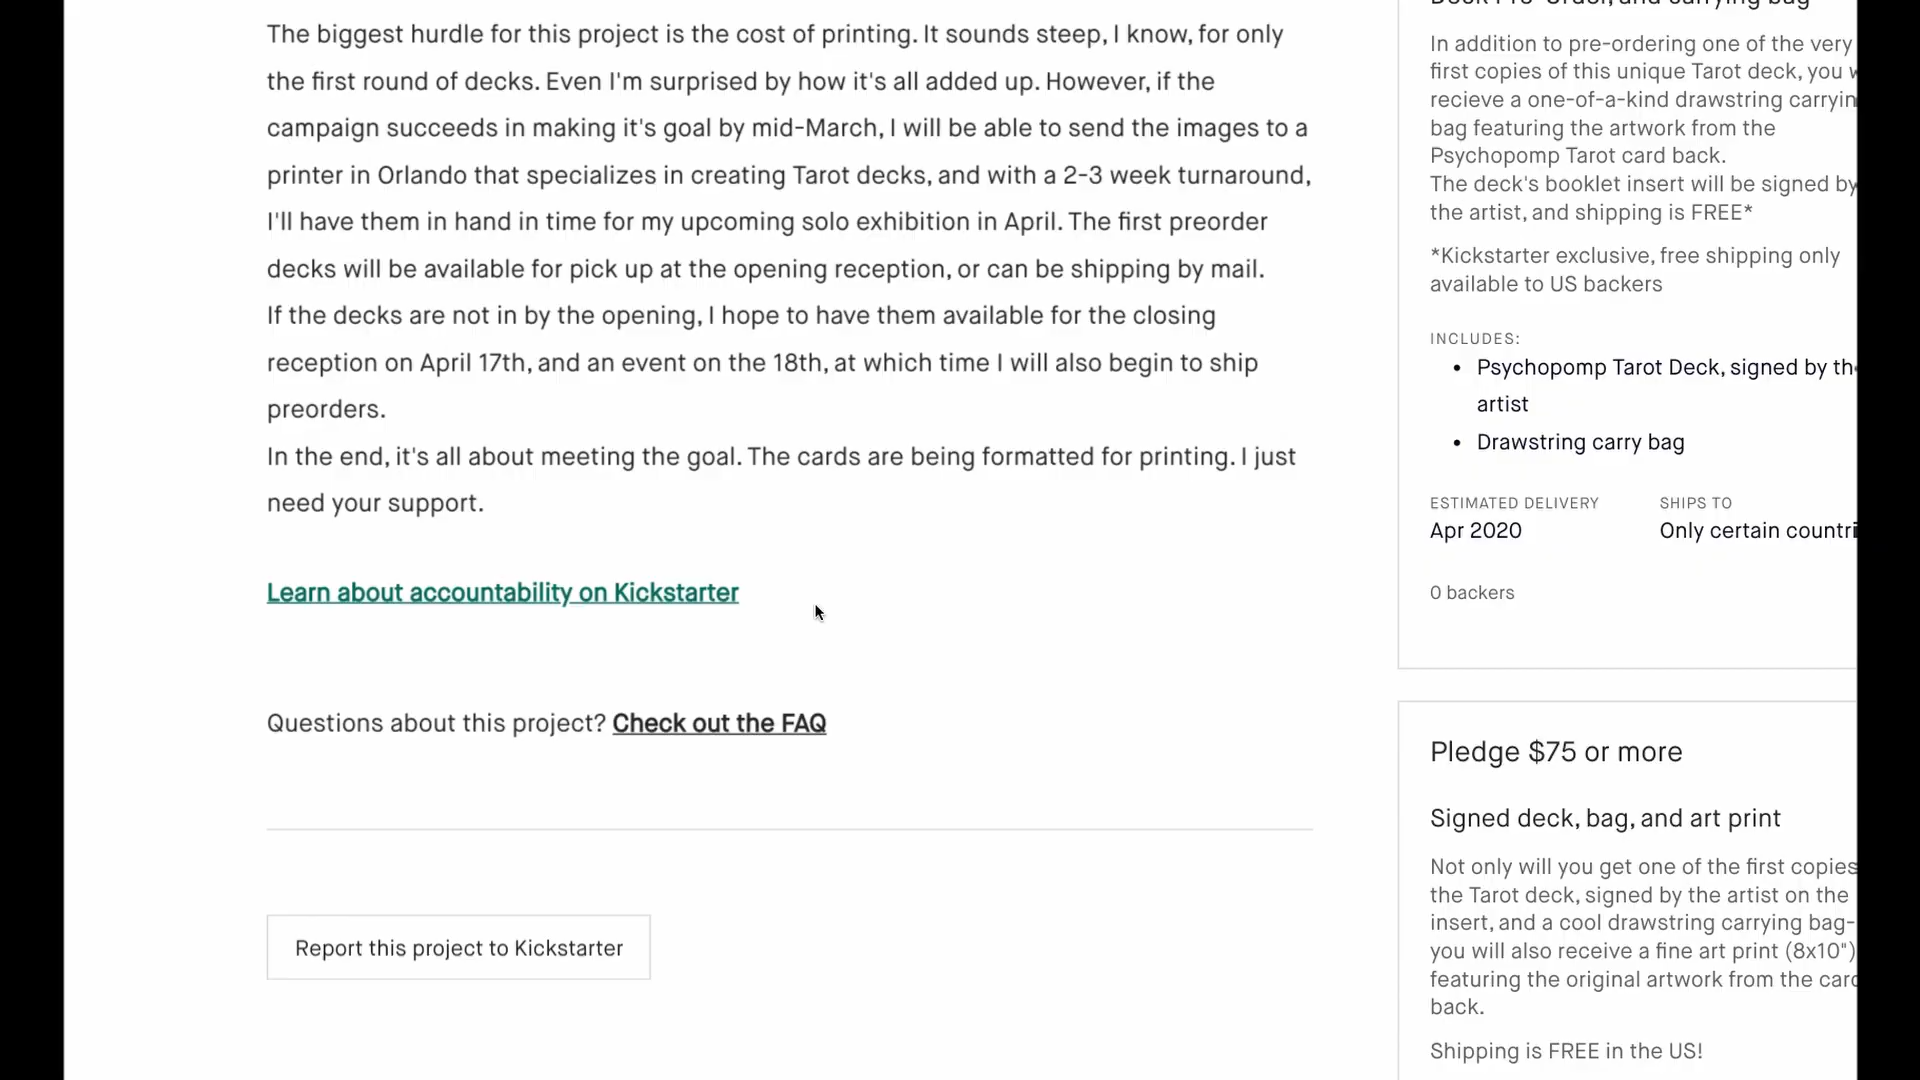 The biggest hurdle for this project is the cost of printing. It sounds steep, I know, for only
the first round of decks. Even I'm surprised by how it's all added up. However, if the
campaign succeeds in making it's goal by mid-March, I will be able to send the images to a
printer in Orlando that specializes in creating Tarot decks, and with a 2-3 week turnaround,
I'll have them in hand in time for my upcoming solo exhibition in April. The first preorder
decks will be available for pick up at the opening reception, or can be shipping by mail.
If the decks are not in by the opening, I hope to have them available for the closing
reception on April 17th, and an event on the 18th, at which time I will also begin to ship
preorders.
In the end, it's all about meeting the goal. The cards are being formatted for printing. I just
need your support.
Learn about accountability on Kickstarter
Questions about this project? Check out the FAQ
Report this project to Kickstarter
Deck Pre-Order, and carrying bag
In addition to pre-ordering one of the very
first copies of this unique Tarot deck, you
recieve a one-of-a-kind drawstring carryin
bag featuring the artwork from the
Psychopomp Tarot card back.
The deck's booklet insert will be signed by
the artist, and shipping is FREE*
*Kickstarter exclusive, free shipping only
available to US backers
INCLUDES:
• Psychopomp Tarot Deck, signed by th
artist
• Drawstring carry bag
ESTIMATED DELIVERY SHIPS TO
Apr 2020 Only certain countri
0 backers
Pledge $75 or more
Signed deck, bag, and art print
Not only will you get one of the first copies
the Tarot deck, signed by the artist on the
insert, and a cool drawstring carrying bag-
you will also receive a fine art print (8x10")
featuring the original artwork from the card
back.
Shipping is FREE in the US!